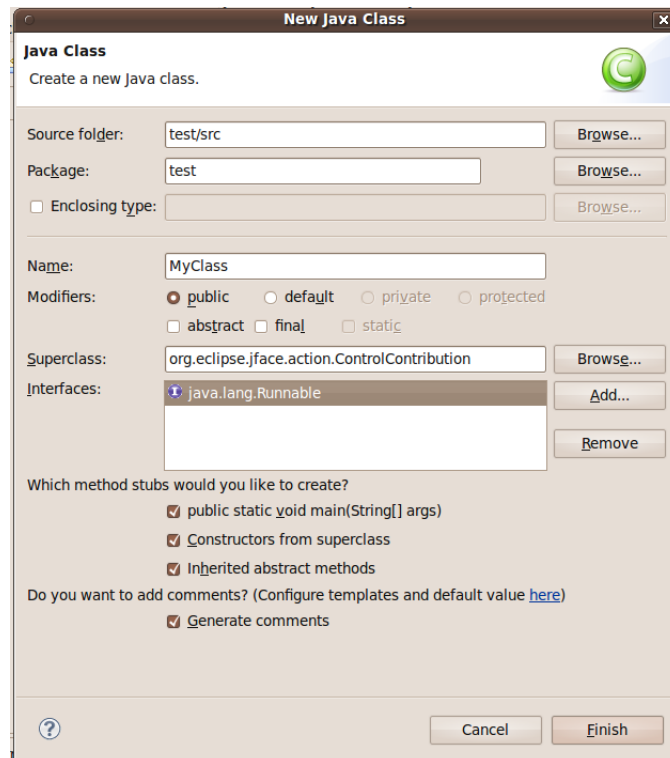 New Java Class
Java Class
Create a new Java class.
Source folder: test/src Browse...
Package: test Browse...
Enclosing type: Browse...
Name: MyClass
Modifiers: public default private protected
abstract final static
Superclass: org.eclipse.jface.action.ControlContribution Browse...
Interfaces: java.lang.Runnable Add...
Remove
Which method stubs would you like to create?
public static void main(String[] args)
Constructors from superclass
Inherited abstract methods
Do you want to add comments? (Configure templates and default value here)
Generate comments
? Cancel Finish